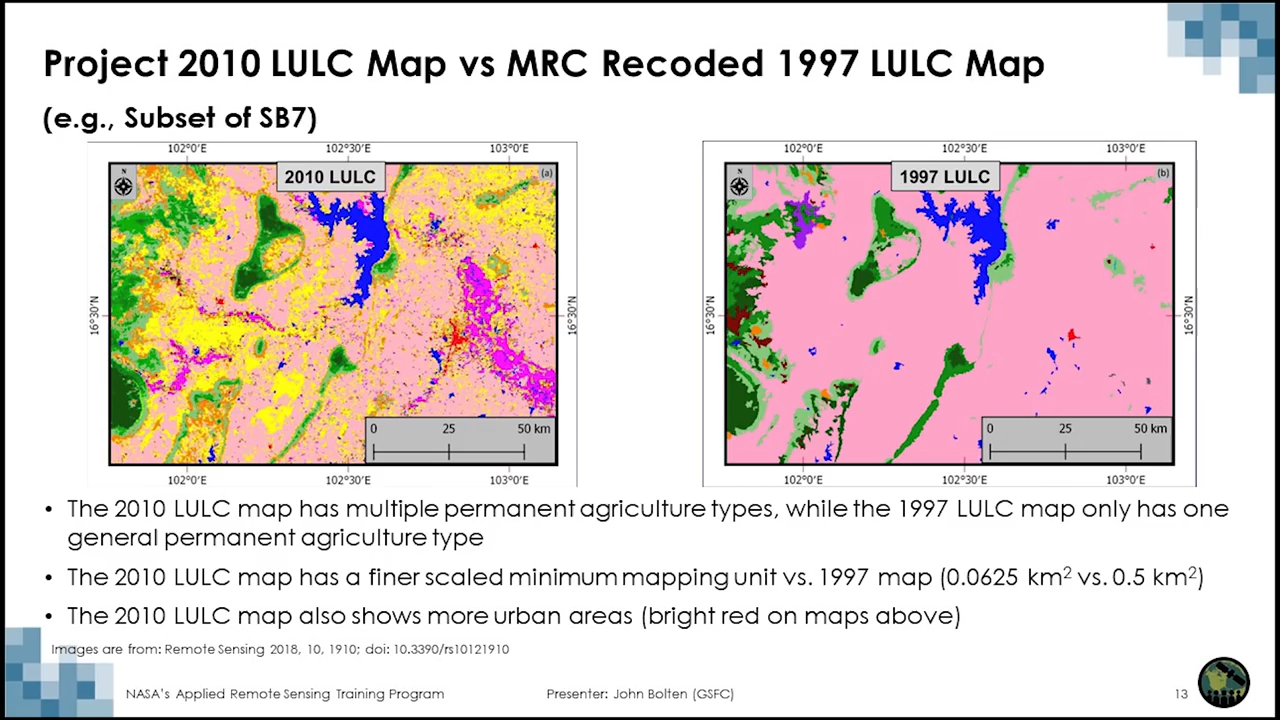 Project 2010 LULC Map vs MRC Recoded 1997 LULC Map
(e.g., Subset of SB7)
102°0'E 102°30'E 103°0'E
N
2010 LULC
(a)
16°30'N
16°30'N
0 25 50 km
102°0'E 102°30'E 103°0'E
102°0'E 102°30'E 103°0'E
N
1997 LULC
(b)
16°30'N
16°30'N
0 25 50 km
102°0'E 102°30'E 103°0'E
• The 2010 LULC map has multiple permanent agriculture types, while the 1997 LULC map only has one
general permanent agriculture type
• The 2010 LULC map has a finer scaled minimum mapping unit vs. 1997 map (0.0625 km² vs. 0.5 km²)
• The 2010 LULC map also shows more urban areas (bright red on maps above)
Images are from: Remote Sensing 2018, 10, 1910; doi: 10.3390/rs10121910
NASA's Applied Remote Sensing Training Program
Presenter: John Bolten (GSFC)
13